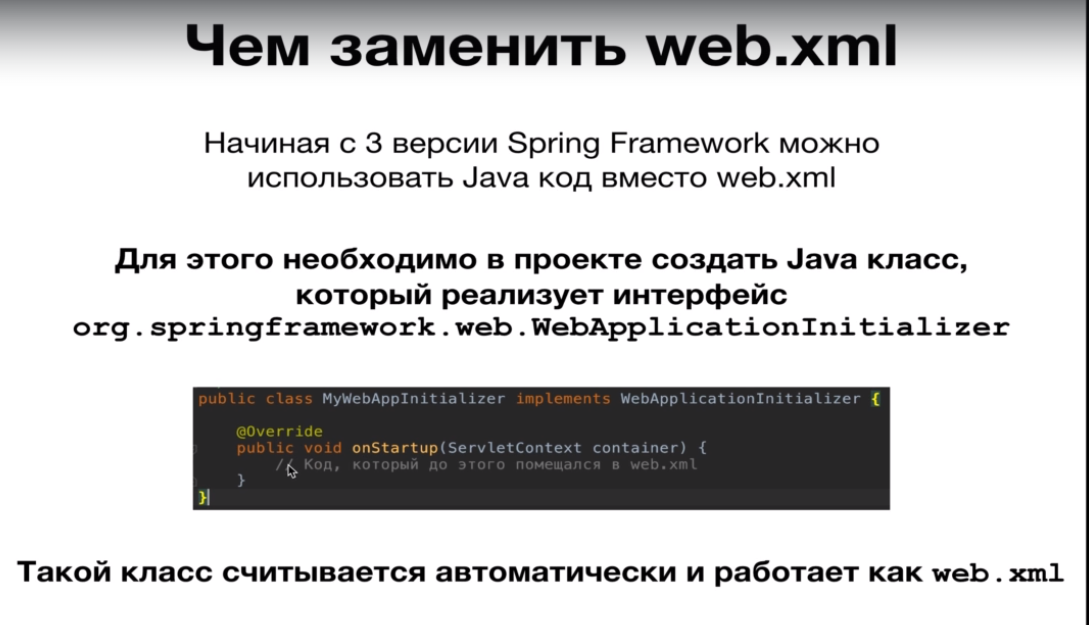 Чем заменить web.xml
Начиная с 3 версии Spring Framework можно
использовать Java код вместо web.xml
Для этого необходимо в проекте создать Java класс,
который реализует интерфейс
org.springframework.web.WebApplicationInitializer
public class MyWebAppInitializer implements WebApplicationInitializer {
@Override
public void onStartup(ServletContext container) {
// Код, который до этого помещался в web.xml
}
}
Такой класс считывается автоматически и работает как web.xml